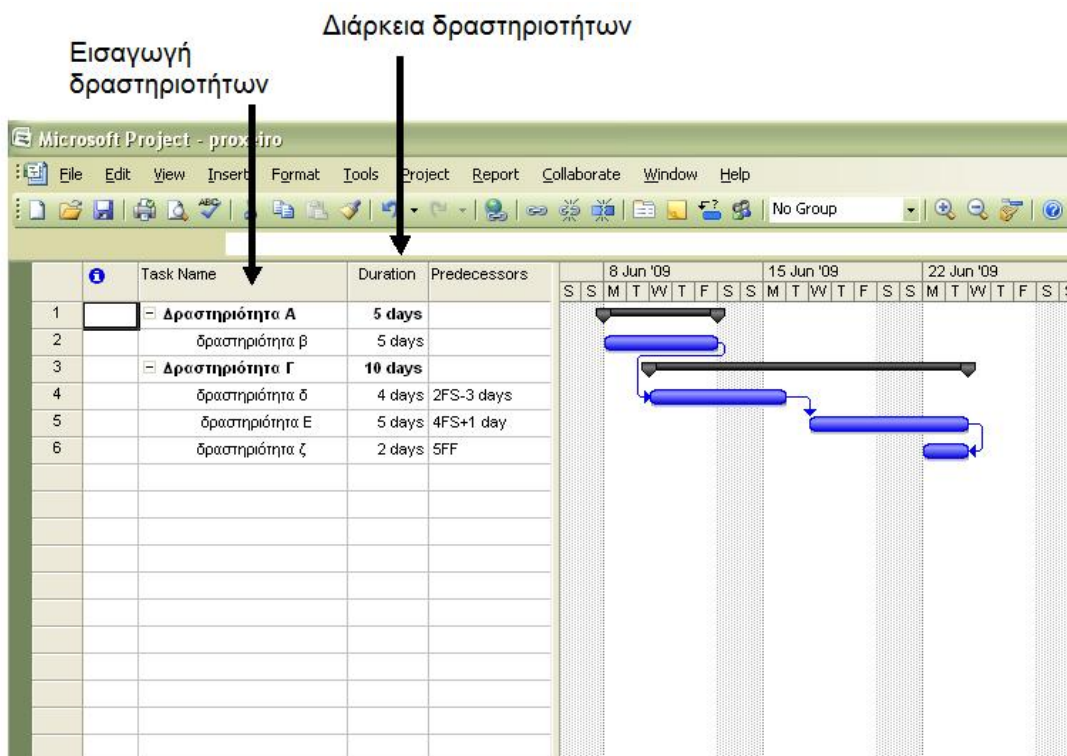 Διάρκεια δραστηριοτήτων
Εισαγωγή
δραστηριοτήτων
Microsoft Project - proxeiro
File Edit View Insert Format Tools Project Report Collaborate Window Help
ABC No Group
Task Name Duration Predecessors 8 Jun '09 15 Jun '09 22 Jun '09
S S M T W T F S S M T W T F S S M T W T F S
1 Δραστηριότητα Α 5 days
2 δραστηριότητα β 5 days
3 Δραστηριότητα Γ 10 days
4 δραστηριότητα δ 4 days 2FS-3 days
5 δραστηριότητα Ε 5 days 4FS+1 day
6 δραστηριότητα ζ 2 days 5FF